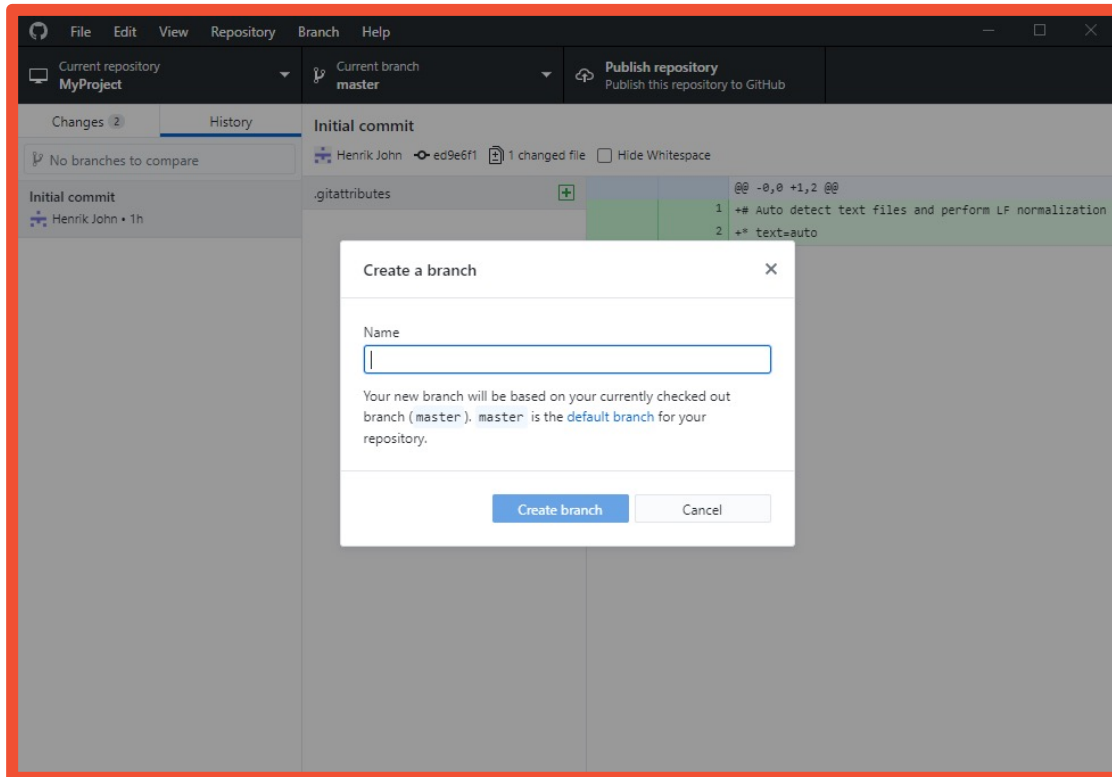 File Edit View Repository Branch Help
Current repository
MyProject
Current branch
master
Publish repository
Publish this repository to GitHub
Changes 2 History
No branches to compare
Initial commit
Henrik John • 1h
Initial commit
Henrik John ed9e6f1 1 changed file Hide Whitespace
.gitattributes
@@ -0,0 +1,2 @@
1 +# Auto detect text files and perform LF normalization
2 +* text=auto
Create a branch
Name
Your new branch will be based on your currently checked out
branch (master). master is the default branch for your
repository.
Create branch Cancel